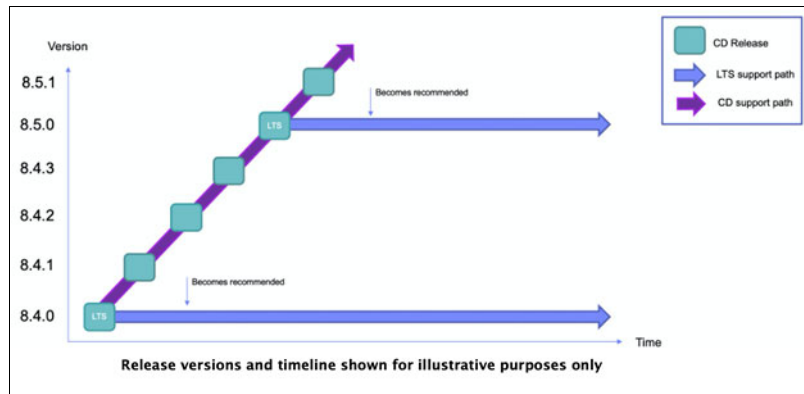 Version
CD Release
LTS support path
CD support path
8.5.1
Becomes recommended
8.5.0
LTS
8.4.3
8.4.2
8.4.1
Becomes recommended
8.4.0
LTS
Time
Release versions and timeline shown for illustrative purposes only